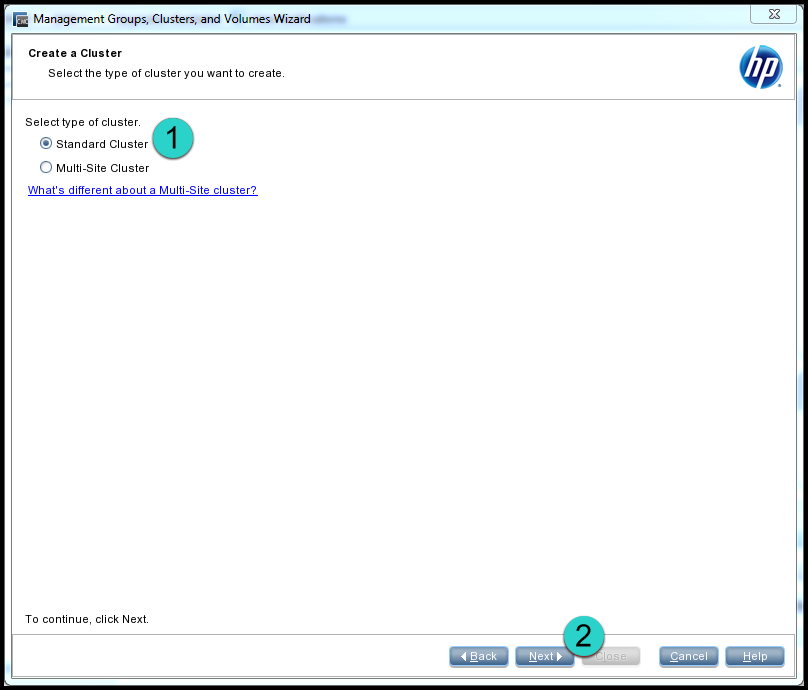 CMC Management Groups, Clusters, and Volumes Wizard
Create a Cluster
Select the type of cluster you want to create.
hp
Select type of cluster.
Standard Cluster 1
Multi-Site Cluster
What's different about a Multi-Site cluster?
To continue, click Next.
2
Back Next Close Cancel Help